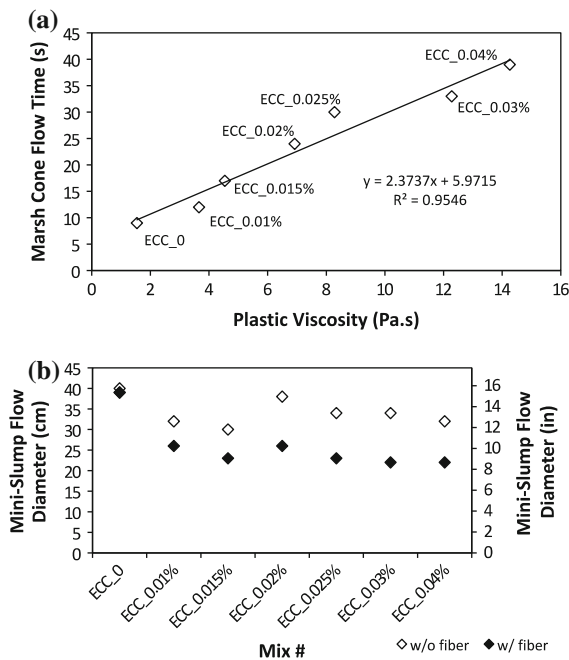 (a)
Marsh Cone Flow Time (s)
45
40
35
30
25
20
15
10
5
0
ECC_0.04%
ECC_0.025%
ECC_0.03%
ECC_0.02%
ECC_0.015%
ECC_0.01%
ECC_0
y = 2.3737x + 5.9715
R² = 0.9546
0 2 4 6 8 10 12 14 16
Plastic Viscosity (Pa.s)
(b)
Mini-Slump Flow
Diameter (cm)
45
40
35
30
25
20
15
10
5
0
16
14
12
10
8
6
4
2
0
Mini-Slump Flow
Diameter (in)
ECC_0
ECC_0.01%
ECC_0.015%
ECC_0.02%
ECC_0.025%
ECC_0.03%
ECC_0.04%
Mix #
w/o fiber w/ fiber